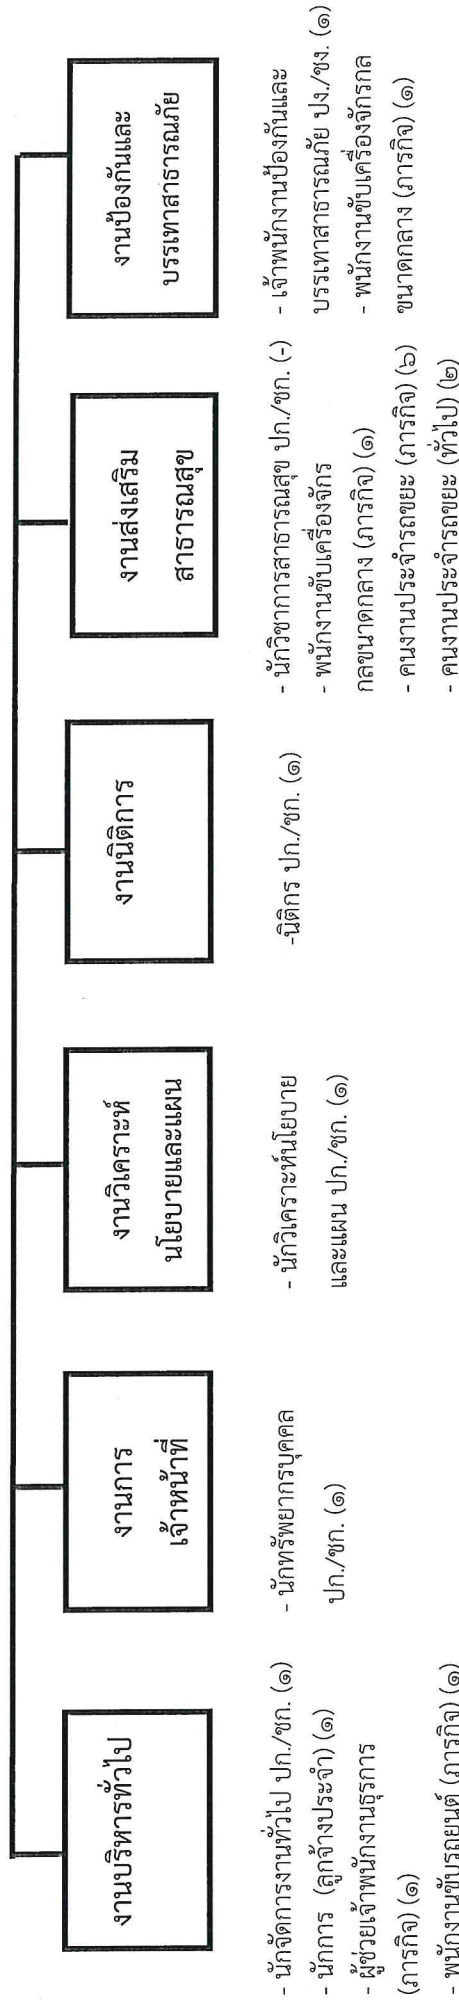 งานบริหารทั่วไป
- นักจัดการงานทั่วไป ปก./ชก. (๑)
- นักการ (ลูกจ้างประจำ) (๑)
- ผู้ช่วยเจ้าพนักงานธุรการ
(ภารกิจ) (๑)
- พนักงานขับรถยนต์ (ภารกิจ) (๑)
งานการ
เจ้าหน้าที่
- นักทรัพยากรบุคคล
ปก./ชก. (๑)
งานวิเคราะห์
นโยบายและแผน
- นักวิเคราะห์นโยบาย
และแผน ปก./ชก. (๑)
งานนิติการ
-นิติกร ปก./ชก. (๑)
งานส่งเสริม
สาธารณสุข
- นักวิชาการสาธารณสุข ปก./ชก. (-)
- พนักงานขับเครื่องจักร
กลขนาดกลาง (ภารกิจ) (๑)
- คนงานประจำรถขยะ (ภารกิจ) (๖)
- คนงานประจำรถขยะ (ทั่วไป) (๒)
งานป้องกันและ
บรรเทาสาธารณภัย
- เจ้าพนักงานป้องกันและ
บรรเทาสาธารณภัย ปง./ชง. (๑)
- พนักงานขับเครื่องจักรกล
ขนาดกลาง (ภารกิจ) (๑)